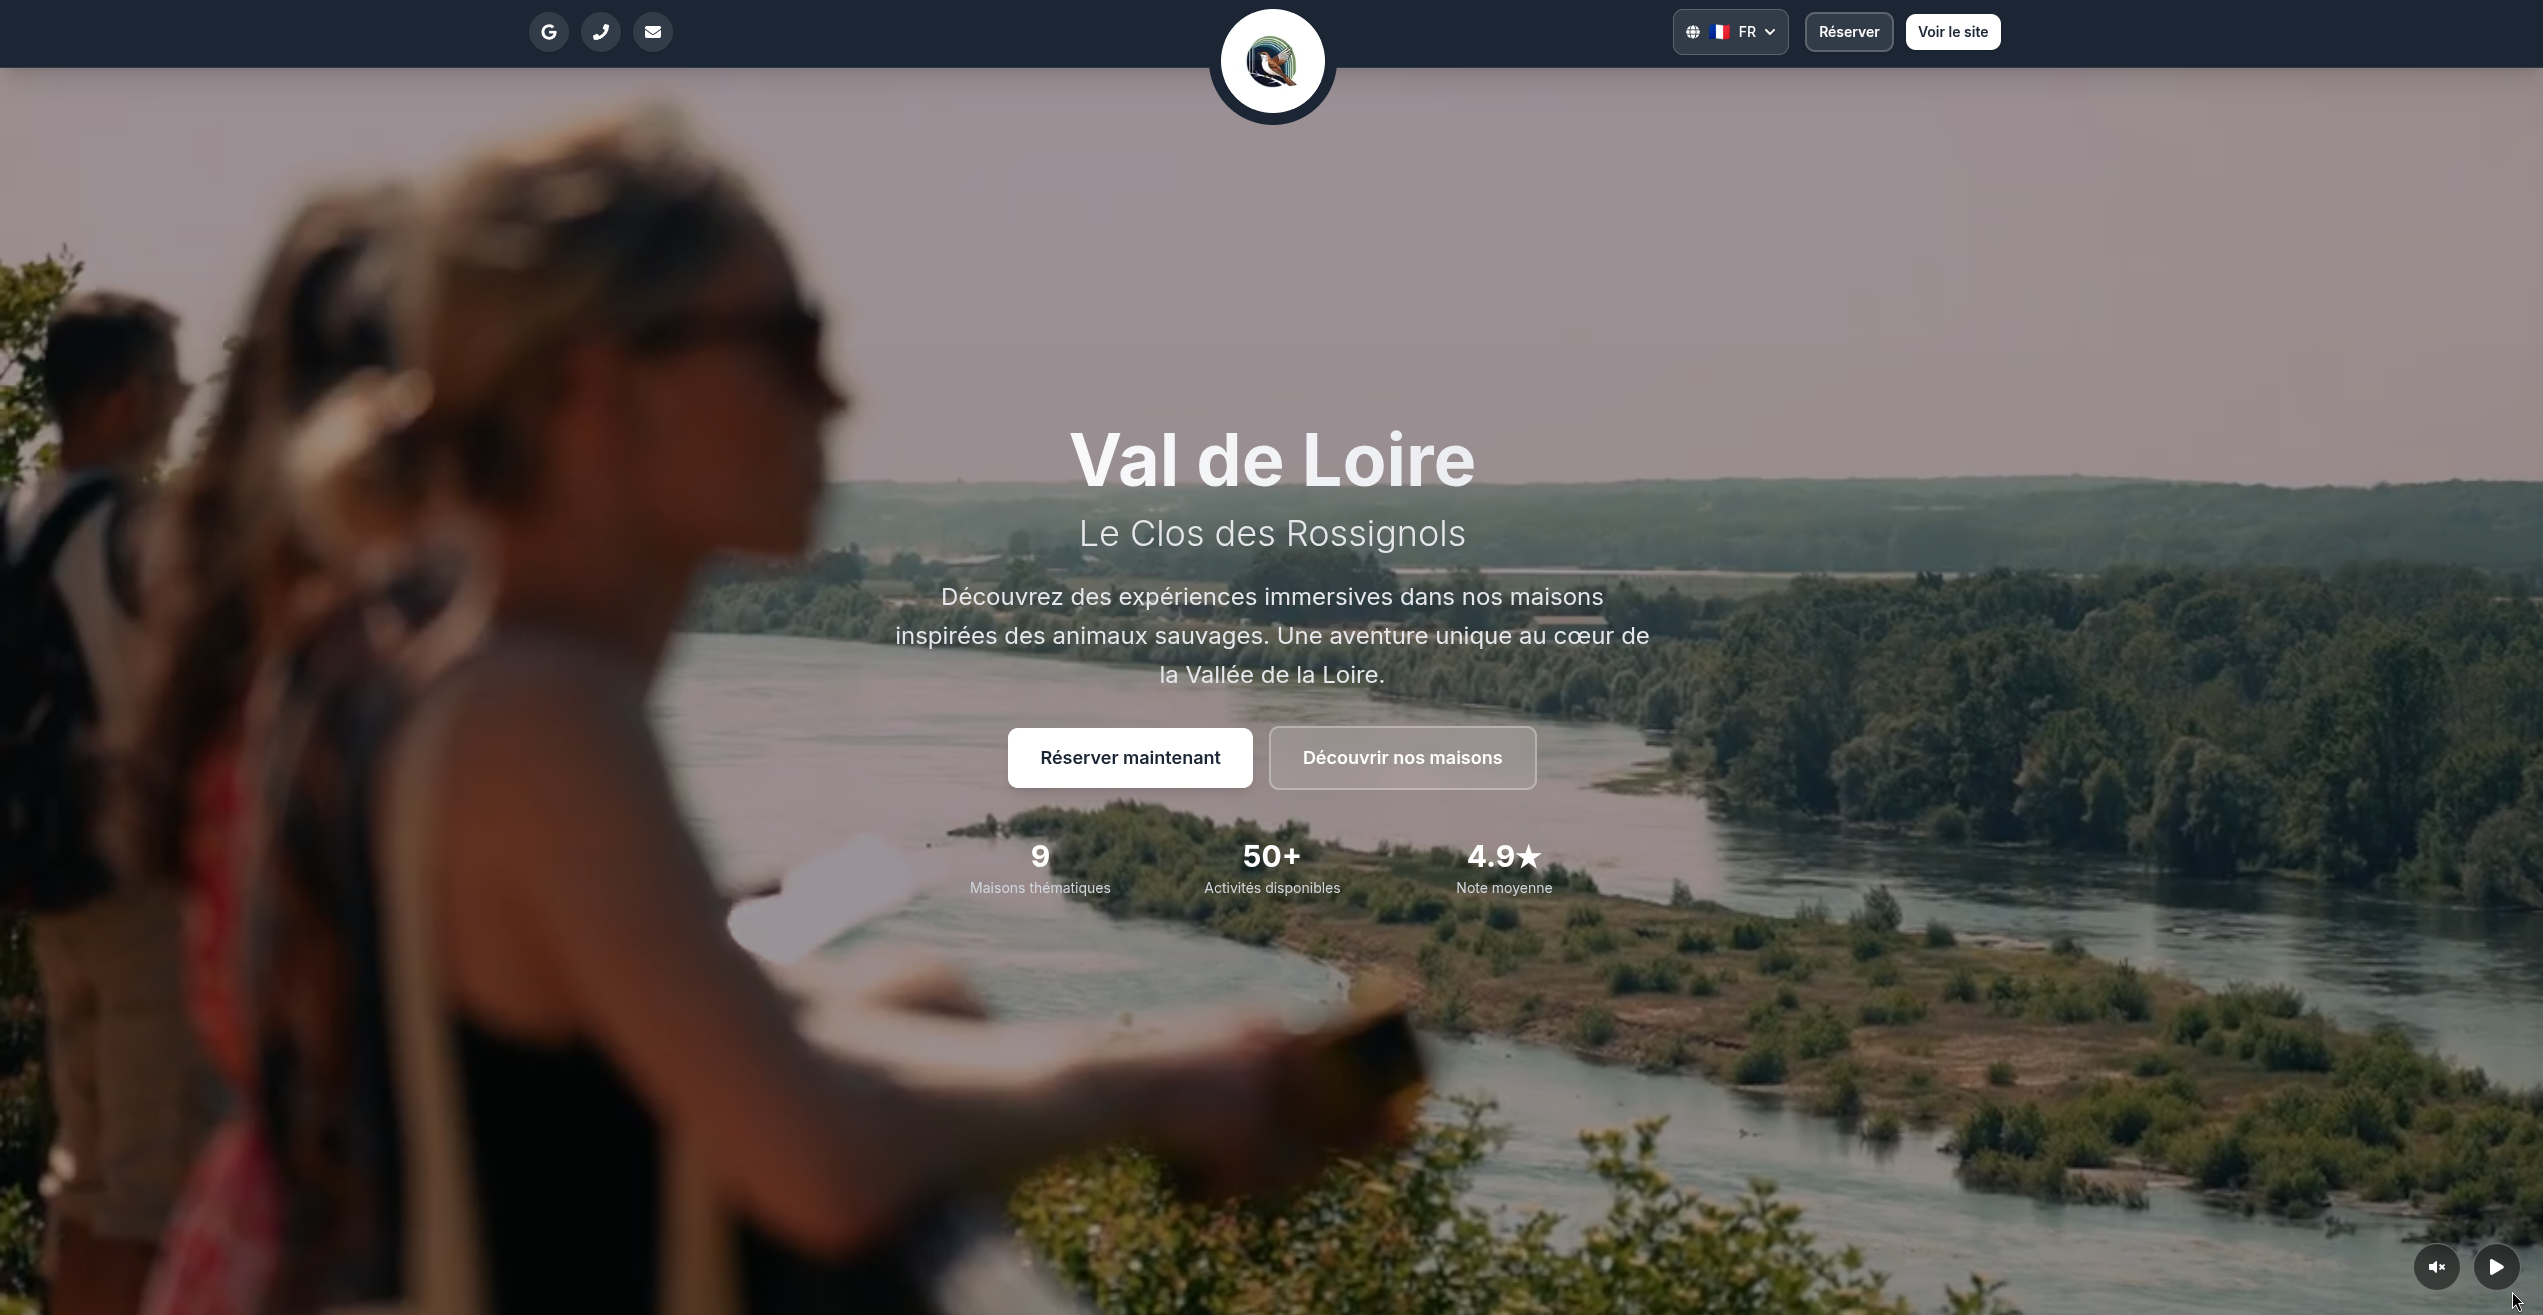 FR
Réserver
Voir le site
Val de Loire
Le Clos des Rossignols
Découvrez des expériences immersives dans nos maisons
inspirées des animaux sauvages. Une aventure unique au cœur de
la Vallée de la Loire.
Réserver maintenant
Découvrir nos maisons
9
50+
4.9★
Maisons thématiques
Activités disponibles
Note moyenne